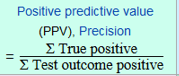 Positive predictive value
(PPV), Precision
= Σ True positive
Σ Test outcome positive